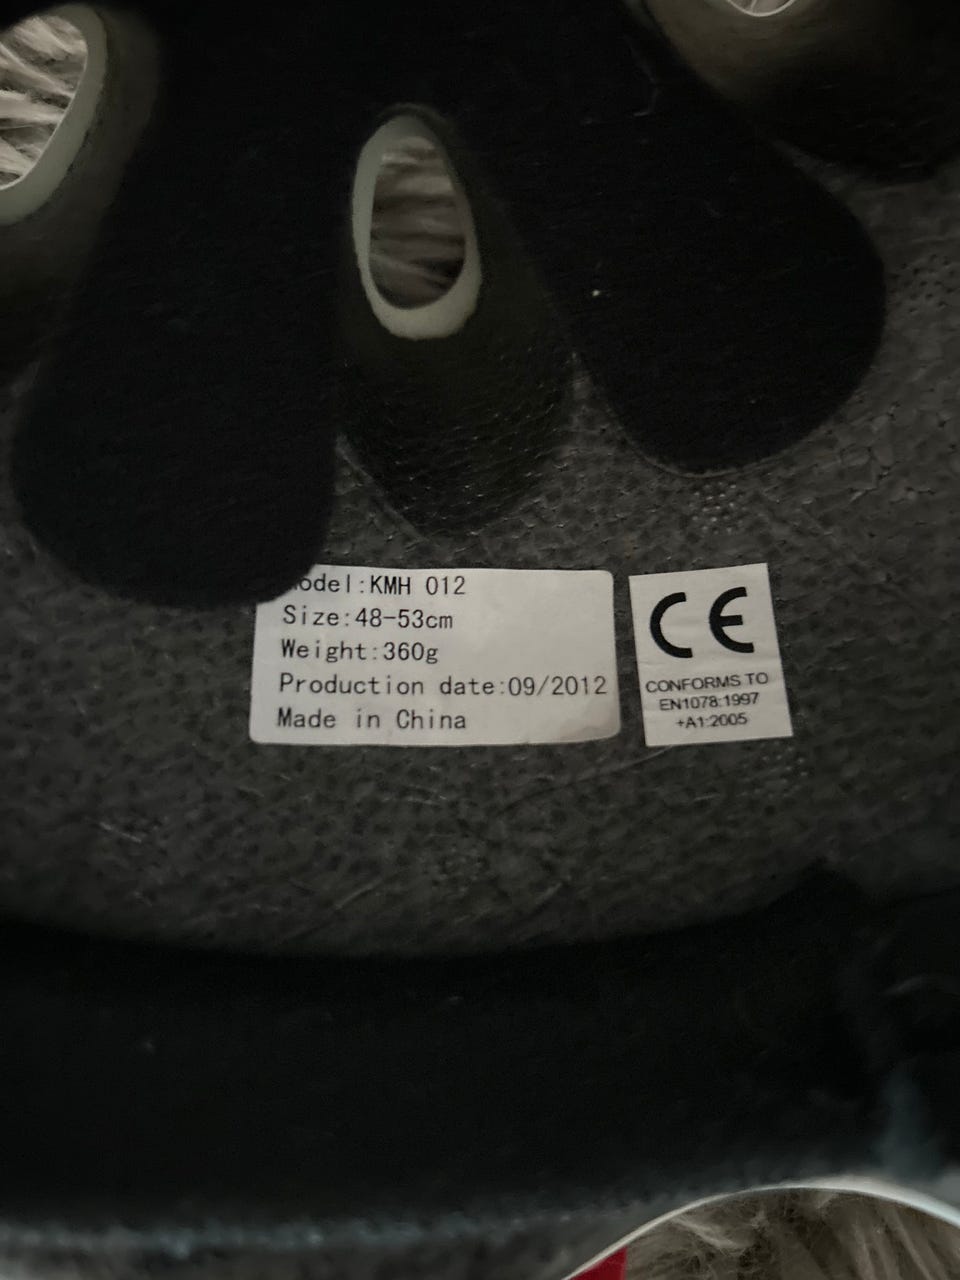 Model:KMH 012
Size:48-53cm
Weight:360g
Production date:09/2012
Made in China
CE
CONFORMS TO
EN1078:1997
+A1:2005